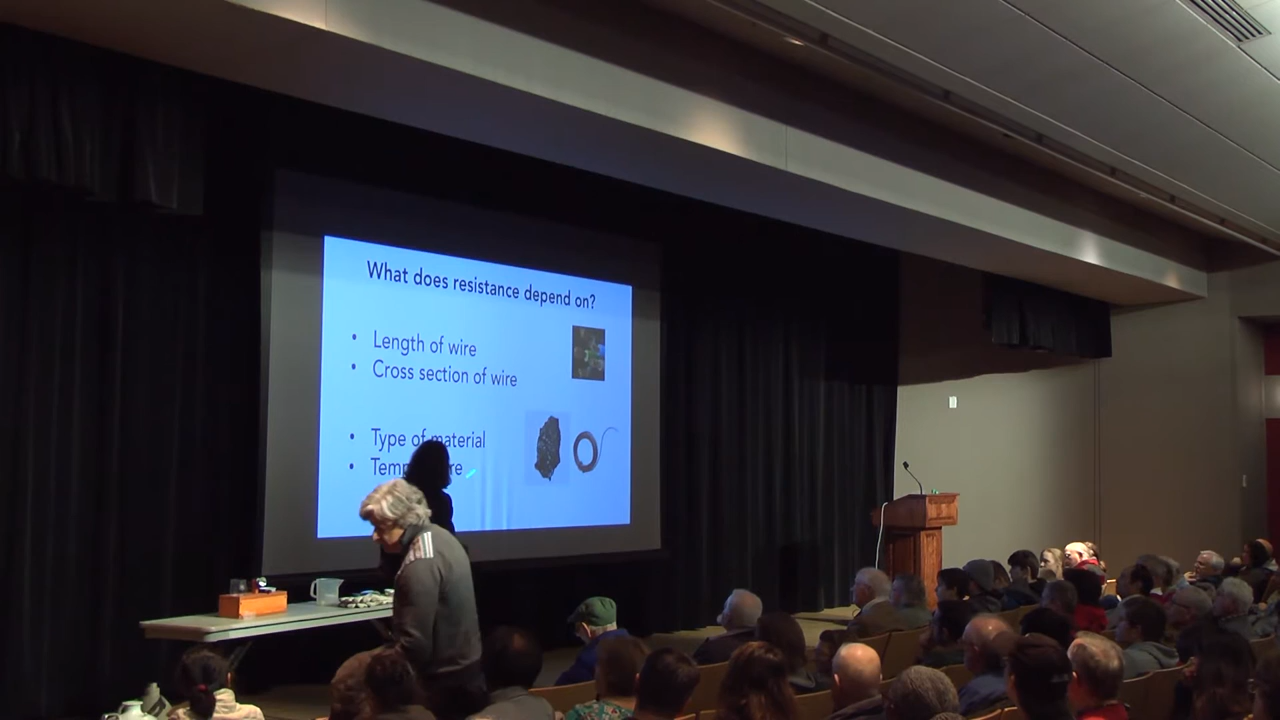 What does resistance depend on?
• Length of wire
• Cross section of wire
• Type of material
•